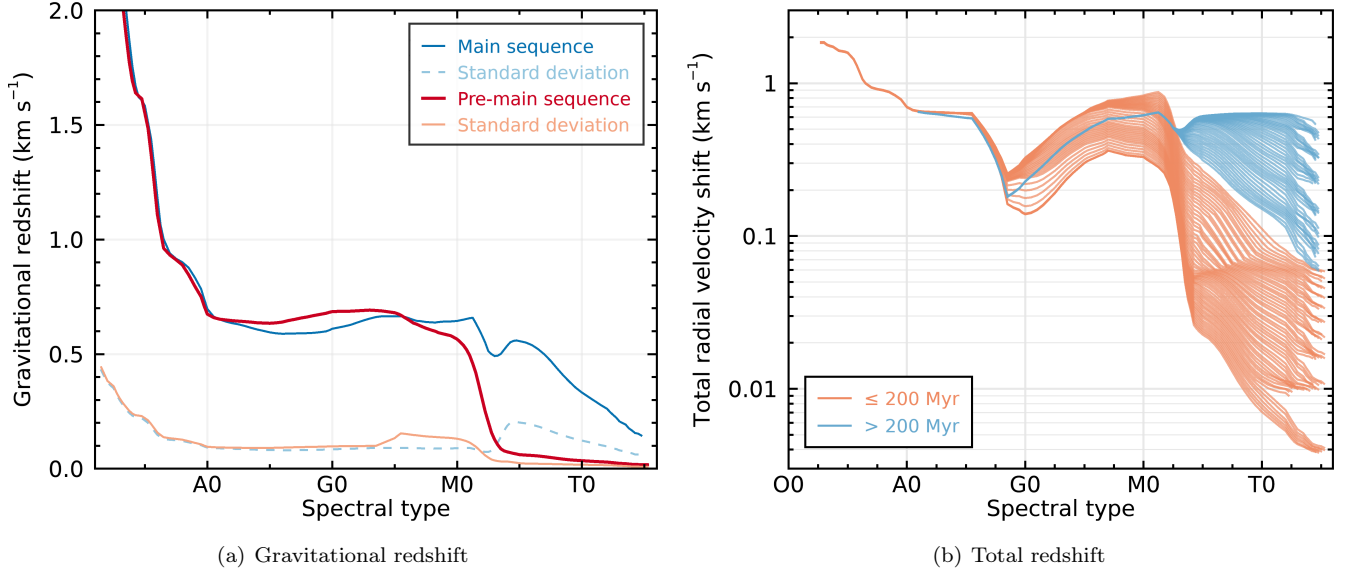 Gravitational redshift (km s⁻¹)
2.0
1.5
1.0
0.5
0.0
Main sequence
Standard deviation
Pre-main sequence
Standard deviation
A0 G0 M0 T0
Spectral type
(a) Gravitational redshift
Total radial velocity shift (km s⁻¹)
1
0.1
0.01
≤ 200 Myr
> 200 Myr
O0 A0 G0 M0 T0
Spectral type
(b) Total redshift